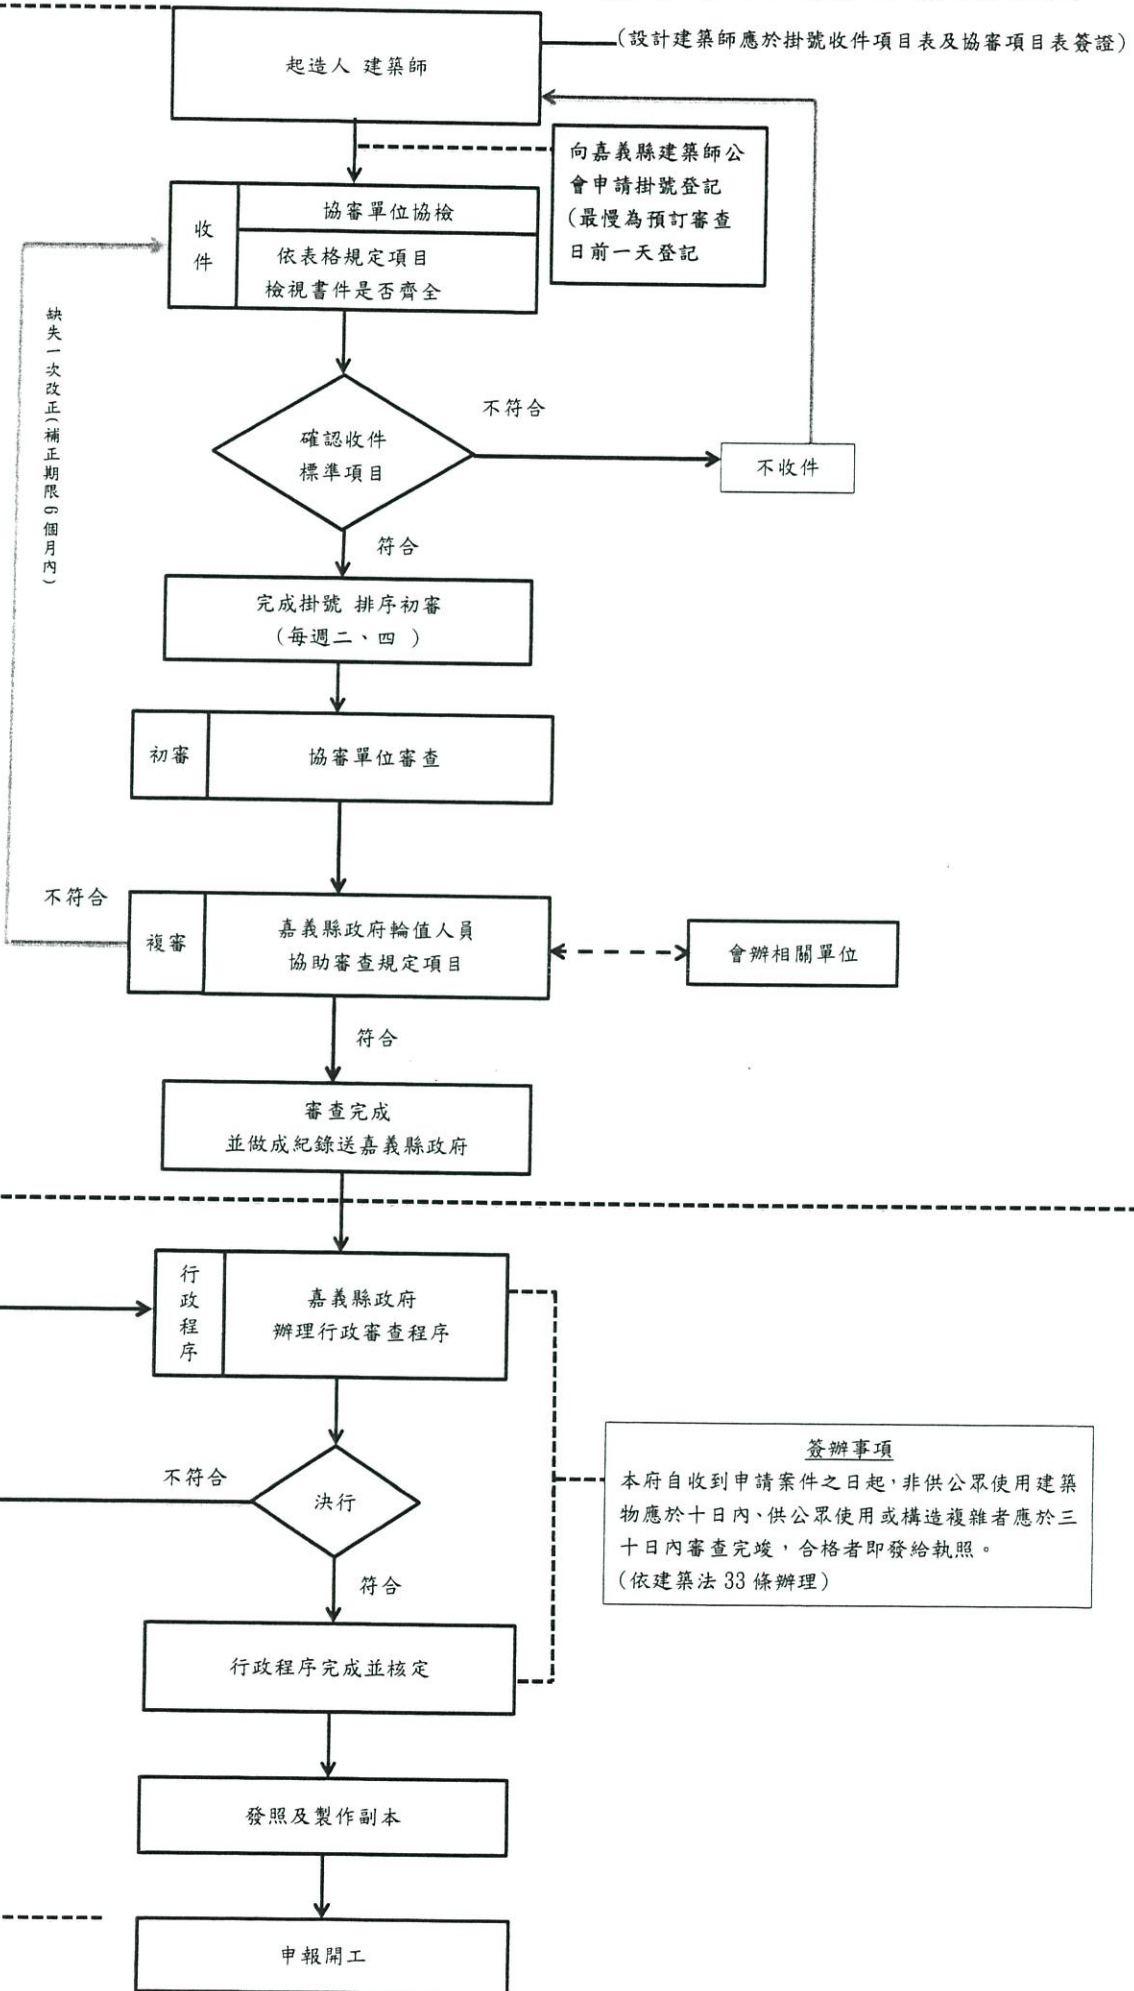 起造人 建築師
(設計建築師應於掛號收件項目表及協審項目表簽證)
向嘉義縣建築師公
會申請掛號登記
(最慢為預訂審查
日前一天登記
收件
協審單位協檢
依表格規定項目
檢視書件是否齊全
缺失一次改正(補正期限6個月內)
確認收件
標準項目
不符合
不收件
符合
完成掛號 排序初審
(每週二、四 )
初審
協審單位審查
不符合
複審
嘉義縣政府輪值人員
協助審查規定項目
會辦相關單位
符合
審查完成
並做成紀錄送嘉義縣政府
行政程序
嘉義縣政府
辦理行政審查程序
不符合
決行
簽辦事項
本府自收到申請案件之日起,非供公眾使用建築
物應於十日內、供公眾使用或構造複雜者應於三
十日內審查完竣,合格者即發給執照。
(依建築法 33 條辦理)
符合
行政程序完成並核定
發照及製作副本
申報開工